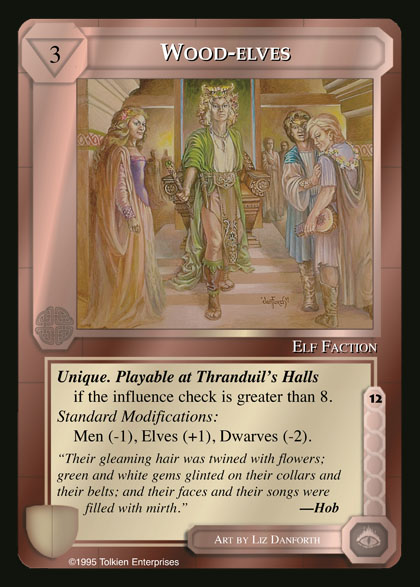 3
WOOD-ELVES
ELF FACTION
Unique. Playable at Thranduil's Halls
if the influence check is greater than 8.
Standard Modifications:
Men (-1), Elves (+1), Dwarves (-2).
“Their gleaming hair was twined with flowers;
green and white gems glinted on their collars and
their belts; and their faces and their songs were
filled with mirth.” —Hob
12
ART BY LIZ DANFORTH
©1995 Tolkien Enterprises